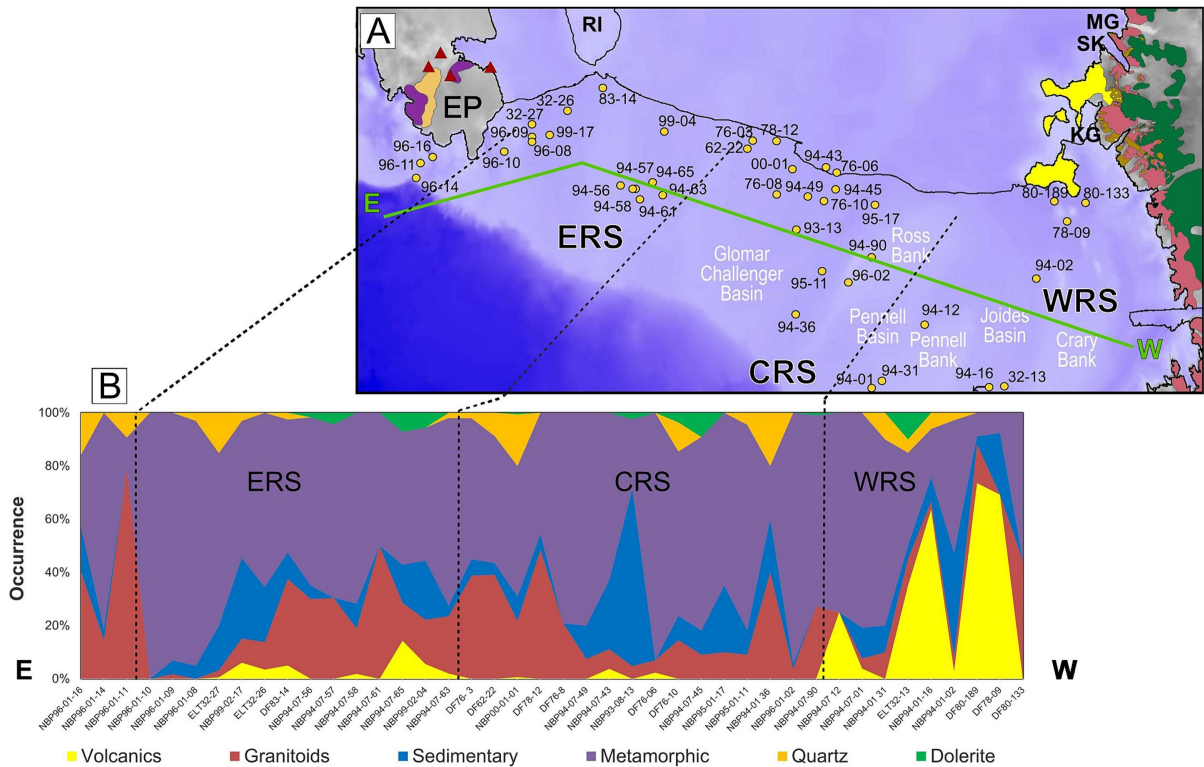 A
RI
MG
SK
EP
KG
83-14
32-26
32-27
99-04
96-09
99-17
76-03
78-12
96-08
62-22
96-16
96-10
96-11
00-01
94-43
76-06
94-57
94-65
96-14
94-56
94-63
76-08
94-49
94-45
80-189
80-133
94-58
94-61
76-10
95-17
78-09
E
ERS
93-13
Ross
Bank
94-90
Glomar
Challenger
Basin
95-11
96-02
94-02
WRS
94-36
94-12
Pennell
Basin
Pennell
Bank
Joides
Basin
Crary
Bank
W
CRS
94-01
94-31
94-16
32-13
B
100%
80%
60%
40%
20%
0%
Occurrence
ERS
CRS
WRS
E
W
NBP96-01-16
NBP96-01-14
NBP96-01-11
NBP96-01-10
NBP96-01-09
NBP96-01-08
ELT32-27
NBP99-02-17
ELT32-26
DF83-14
NBP94-07-56
NBP94-07-57
NBP94-07-58
NBP94-07-61
NBP94-07-65
NBP99-02-04
NBP94-07-63
DF76-3
DF62-22
NBP00-01-01
DF78-12
DF76-8
NBP94-07-49
NBP94-07-43
NBP93-08-13
DF76-06
DF76-10
NBP94-07-45
NBP95-01-17
NBP95-01-11
NBP94-01-36
NBP96-01-02
NBP94-07-90
NBP94-07-12
NBP94-07-01
NBP94-01-31
ELT32-13
NBP94-01-16
NBP94-01-02
DF80-189
DF78-09
DF80-133
Volcanics
Granitoids
Sedimentary
Metamorphic
Quartz
Dolerite